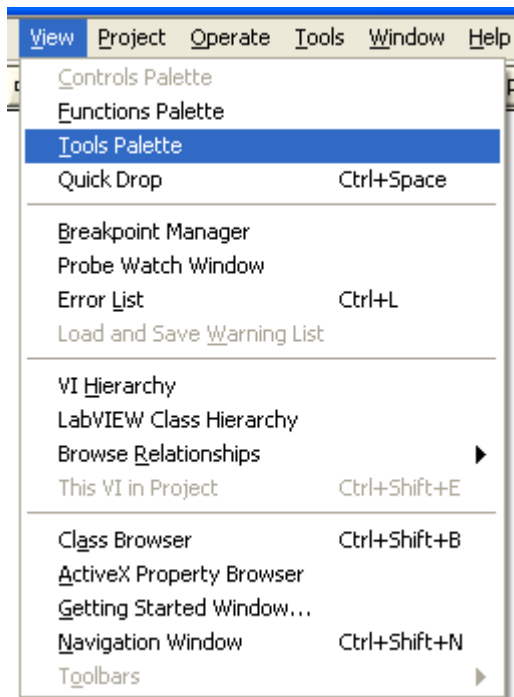 View Project Operate Tools Window Help
Controls Palette
Functions Palette
Tools Palette
Quick Drop Ctrl+Space
Breakpoint Manager
Probe Watch Window
Error List Ctrl+L
Load and Save Warning List
VI Hierarchy
LabVIEW Class Hierarchy
Browse Relationships
This VI in Project Ctrl+Shift+E
Class Browser Ctrl+Shift+B
ActiveX Property Browser
Getting Started Window...
Navigation Window Ctrl+Shift+N
Toolbars